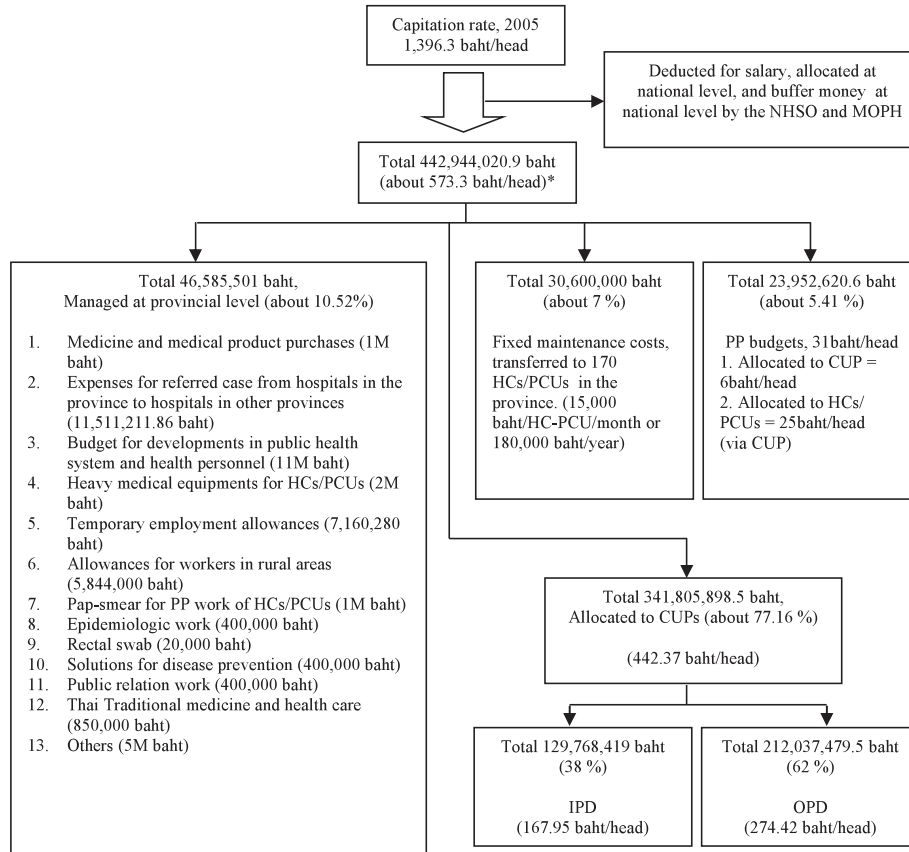 Capitation rate, 2005
1,396.3 baht/head
Deducted for salary, allocated at
national level, and buffer money at
national level by the NHSO and MOPH
Total 442,944,020.9 baht
(about 573.3 baht/head)*
Total 46,585,501 baht,
Managed at provincial level (about 10.52%)
1. Medicine and medical product purchases (1M
baht)
2. Expenses for referred case from hospitals in the
province to hospitals in other provinces
(11,511,211.86 baht)
3. Budget for developments in public health
system and health personnel (11M baht)
4. Heavy medical equipments for HCs/PCUs (2M
baht)
5. Temporary employment allowances (7,160,280
baht)
6. Allowances for workers in rural areas
(5,844,000 baht)
7. Pap-smear for PP work of HCs/PCUs (1M baht)
8. Epidemiologic work (400,000 baht)
9. Rectal swab (20,000 baht)
10. Solutions for disease prevention (400,000 baht)
11. Public relation work (400,000 baht)
12. Thai Traditional medicine and health care
(850,000 baht)
13. Others (5M baht)
Total 30,600,000 baht
(about 7 %)
Fixed maintenance costs,
transferred to 170
HCs/PCUs in the
province. (15,000
baht/HC-PCU/month or
180,000 baht/year)
Total 23,952,620.6 baht
(about 5.41 %)
PP budgets, 31baht/head
1. Allocated to CUP =
6baht/head
2. Allocated to HCs/
PCUs = 25baht/head
(via CUP)
Total 341,805,898.5 baht,
Allocated to CUPs (about 77.16 %)
(442.37 baht/head)
Total 129,768,419 baht
(38 %)
IPD
(167.95 baht/head)
Total 212,037,479.5 baht
(62 %)
OPD
(274.42 baht/head)